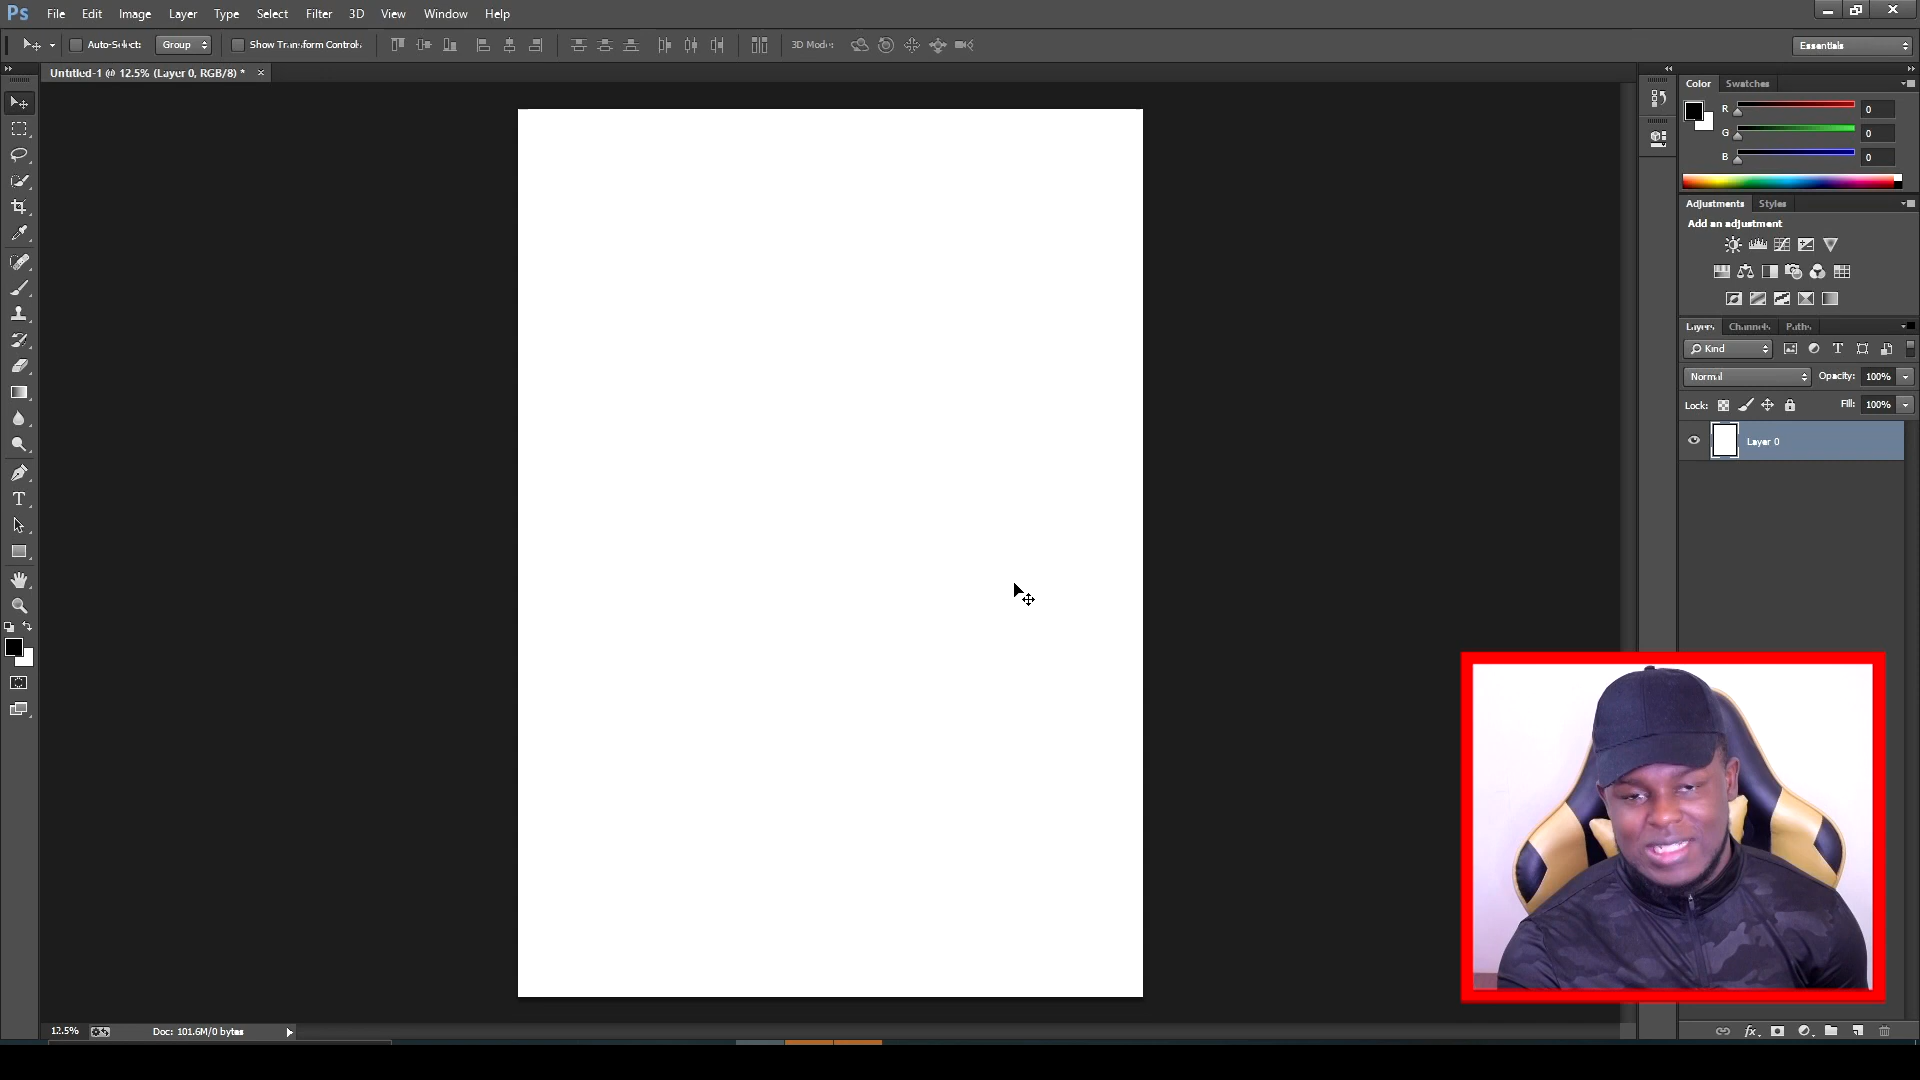 Ps File Edit Image Layer Type Select Filter 3D View Window Help
Auto-Select: Group Show Transform Controls 3D Mode: Essentials
Untitled-1 @ 12.5% (Layer 0, RGB/8) * ×
Color Swatches
R 0
G 0
B 0
Adjustments Styles
Add an adjustment
Layers Channels Paths
Kind
Normal Opacity: 100%
Lock: Fill: 100%
Layer 0
T
12.5% Doc: 101.6M/0 bytes
fx